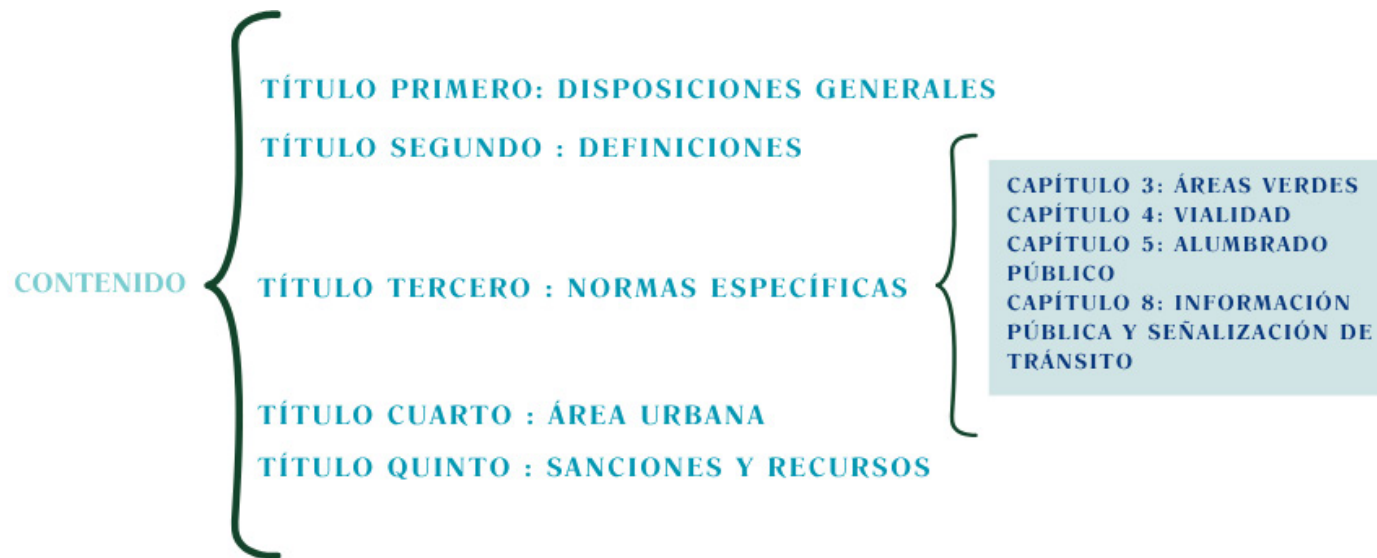 TÍTULO PRIMERO: DISPOSICIONES GENERALES
TÍTULO SEGUNDO : DEFINICIONES
CONTENIDO
TÍTULO TERCERO : NORMAS ESPECÍFICAS
CAPÍTULO 3: ÁREAS VERDES
CAPÍTULO 4: VIALIDAD
CAPÍTULO 5: ALUMBRADO
PÚBLICO
CAPÍTULO 8: INFORMACIÓN
PÚBLICA Y SEÑALIZACIÓN DE
TRÁNSITO
TÍTULO CUARTO : ÁREA URBANA
TÍTULO QUINTO : SANCIONES Y RECURSOS